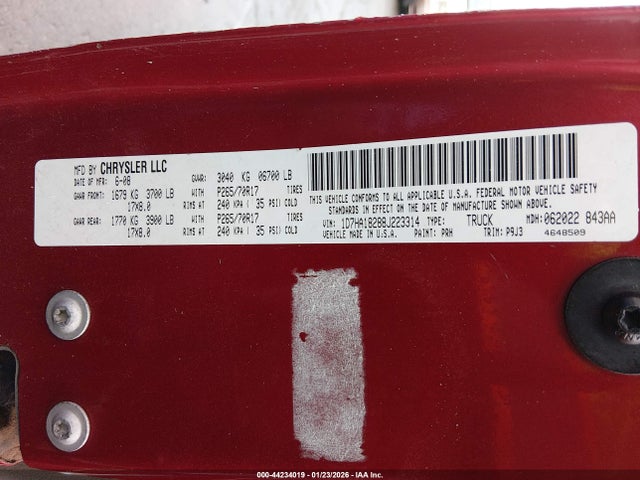 MFD BY CHRYSLER LLC
DATE OF MFR: 6-08
GVWR: 3040 KG 06700 LB
GAWR FRONT: 1679 KG 3700 LB WITH P265/70R17 TIRES
17X8.0 RIMS AT 240 KPA ( 35 PSI) COLD
GAWR REAR: 1770 KG 3900 LB WITH P265/70R17 TIRES
17X8.0 RIMS AT 240 KPA ( 35 PSI) COLD
THIS VEHICLE CONFORMS TO ALL APPLICABLE U.S.A. FEDERAL MOTOR VEHICLE SAFETY
STANDARDS IN EFFECT ON THE DATE OF MANUFACTURE SHOWN ABOVE.
VIN: 1D7HA18288J223314 TYPE: TRUCK MDH: 062022 843AA
VEHICLE MADE IN U.S.A. PAINT: PRH TRIM: P9J3 4648509
000-44234019 - 01/23/2026 - IAA Inc.